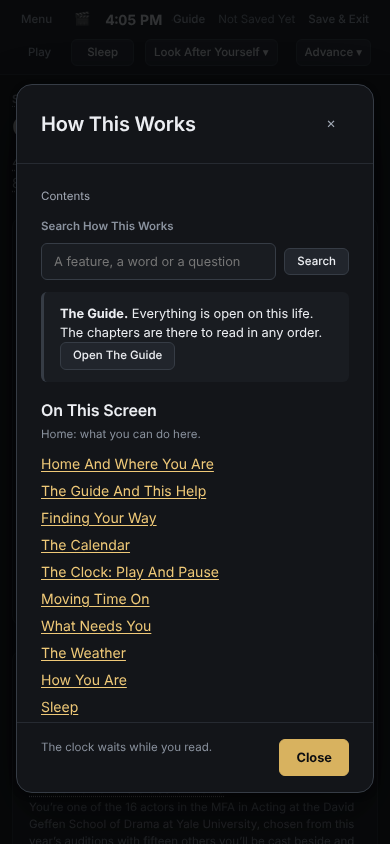 Menu 🎬 4:05 PM Guide Not Saved Yet Save & Exit
Play Sleep Look After Yourself ▾ Advance ▾
How This Works ×
Contents
Search How This Works
A feature, a word or a question Search
The Guide. Everything is open on this life.
The chapters are there to read in any order.
Open The Guide
On This Screen
Home: what you can do here.
Home And Where You Are
The Guide And This Help
Finding Your Way
The Calendar
The Clock: Play And Pause
Moving Time On
What Needs You
The Weather
How You Are
Sleep
The clock waits while you read. Close
You're one of the 16 actors in the MFA in Acting at the David
Geffen School of Drama at Yale University, chosen from this
year's auditions with fifteen others you'll be cast beside and